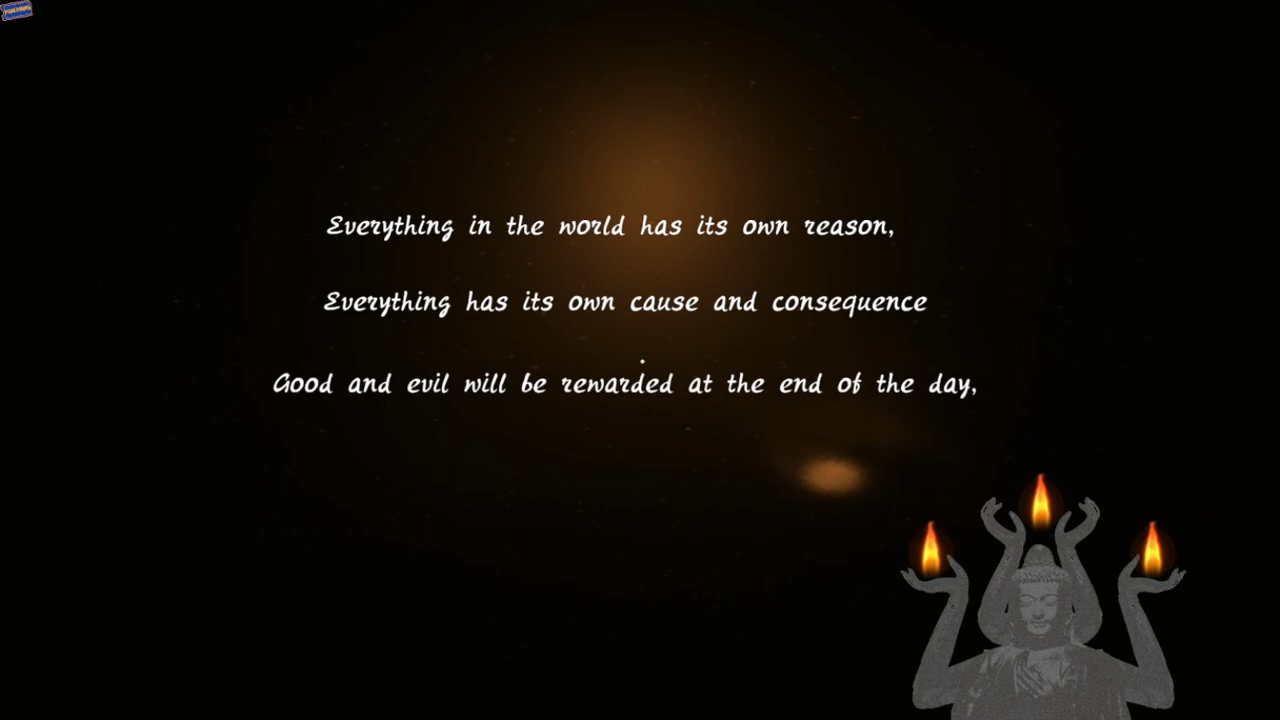 Everything in the world has its own reason,
Everything has its own cause and consequence
.
Good and evil will be rewarded at the end of the day,